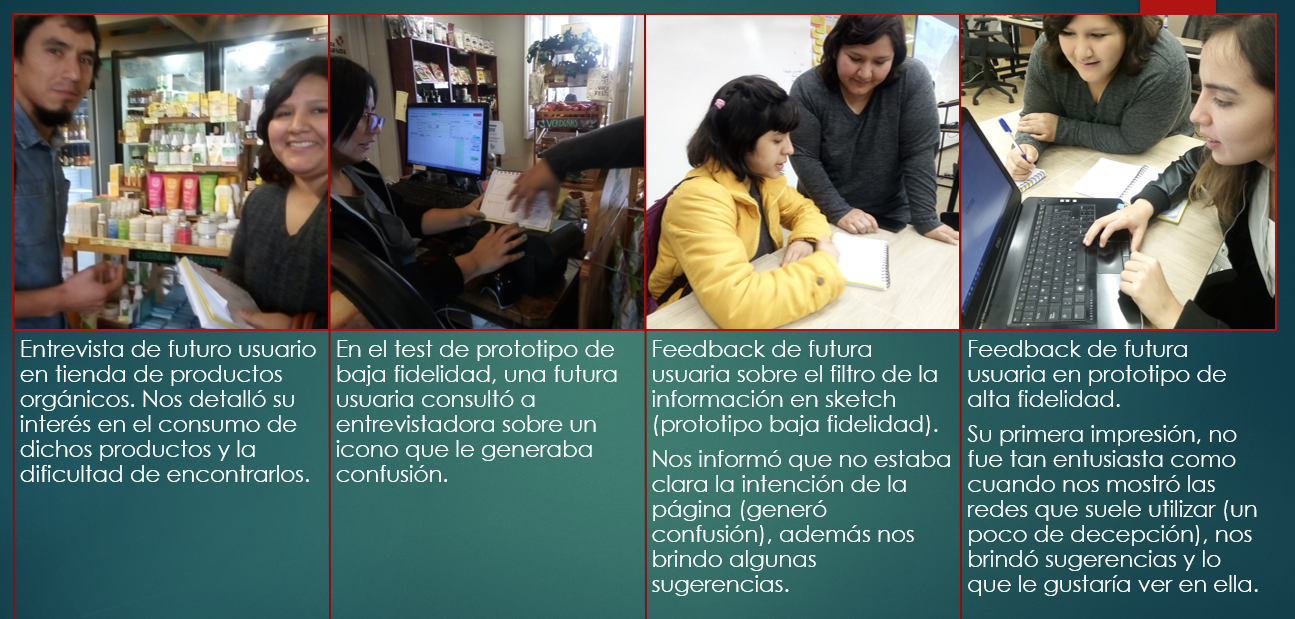 VERDEMO
Entrevista de futuro usuario
en tienda de productos
orgánicos. Nos detalló su
interés en el consumo de
dichos productos y la
dificultad de encontrarlos.
En el test de prototipo de
baja fidelidad, una futura
usuaria consultó a
entrevistadora sobre un
icono que le generaba
confusión.
Feedback de futura
usuaria sobre el filtro de la
información en sketch
(prototipo baja fidelidad).
Nos informó que no estaba
clara la intención de la
página (generó
confusión), además nos
brindo algunas
sugerencias.
Feedback de futura
usuaria en prototipo de
alta fidelidad.
Su primera impresión, no
fue tan entusiasta como
cuando nos mostró las
redes que suele utilizar (un
poco de decepción), nos
brindó sugerencias y lo
que le gustaría ver en ella.